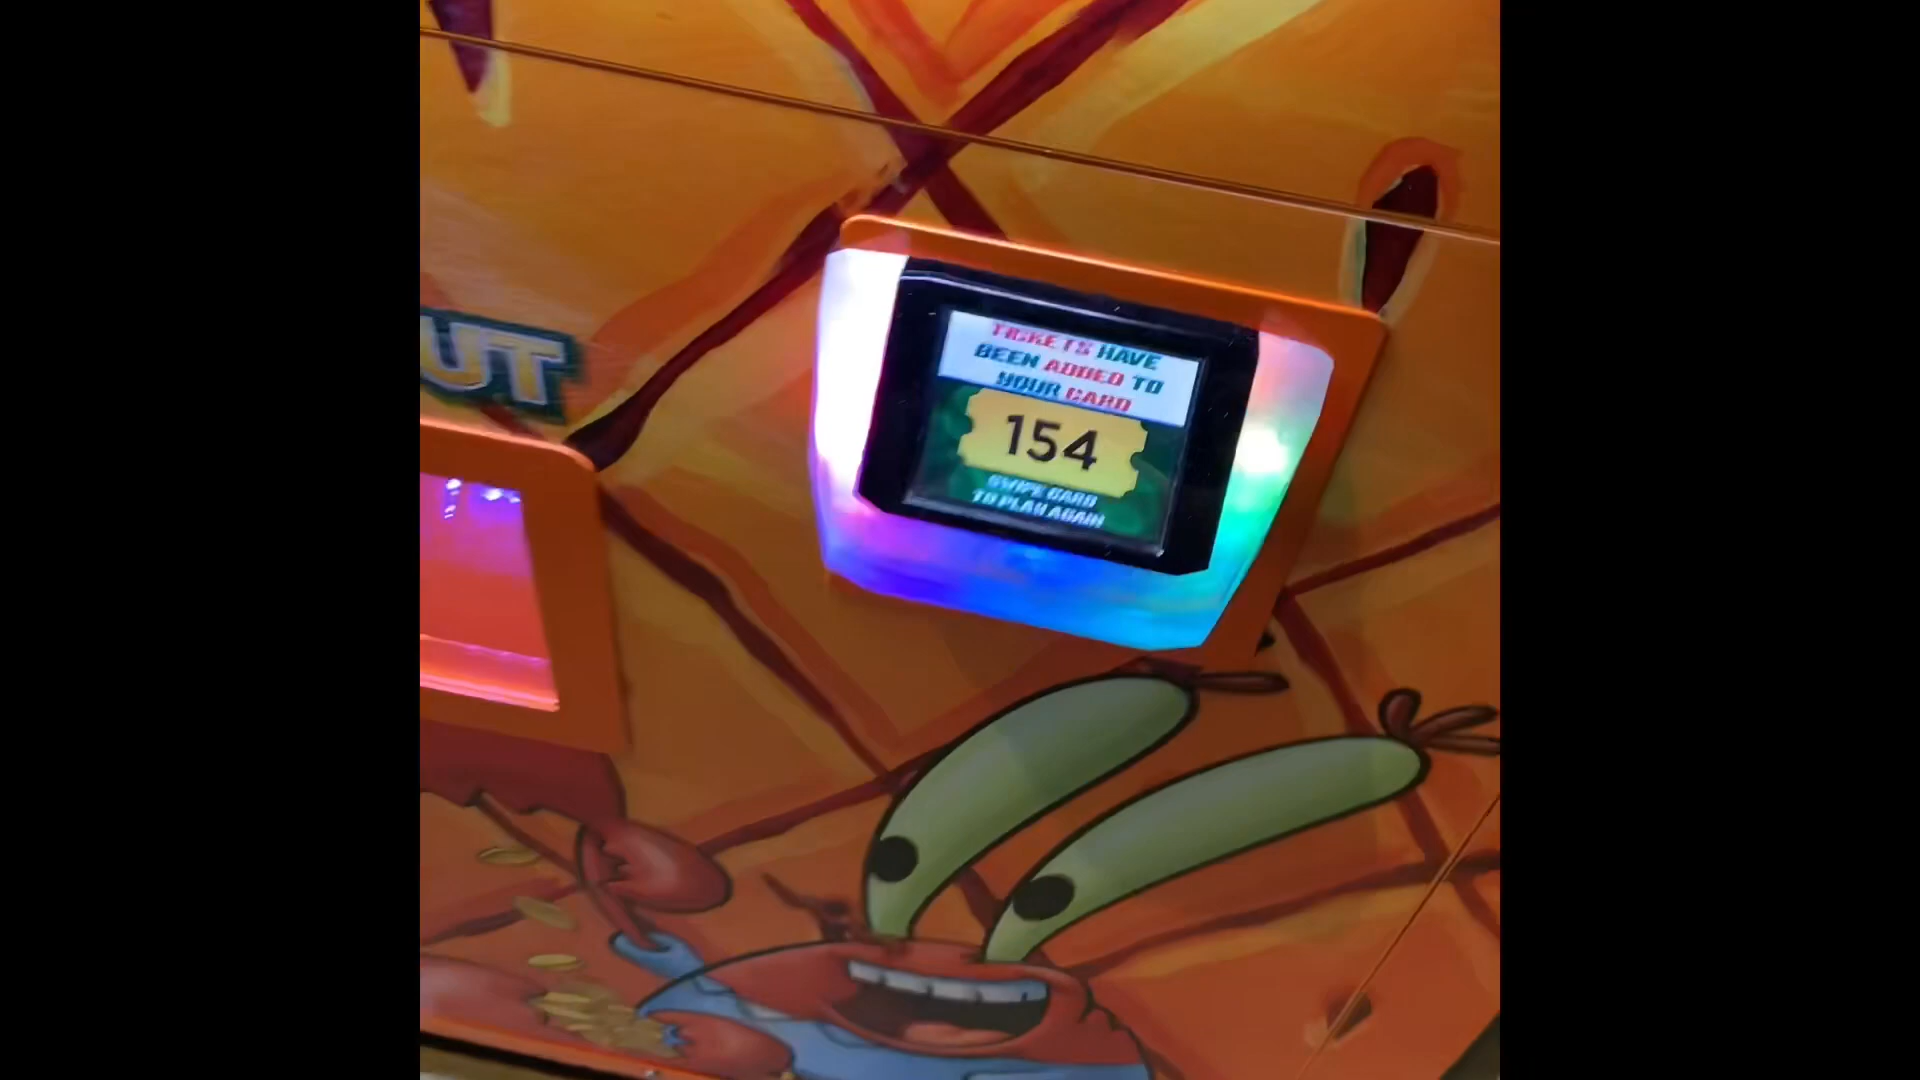 UT
TICKETS HAVE
BEEN ADDED TO
YOUR CARD
154
SWIPE CARD
TO PLAY AGAIN